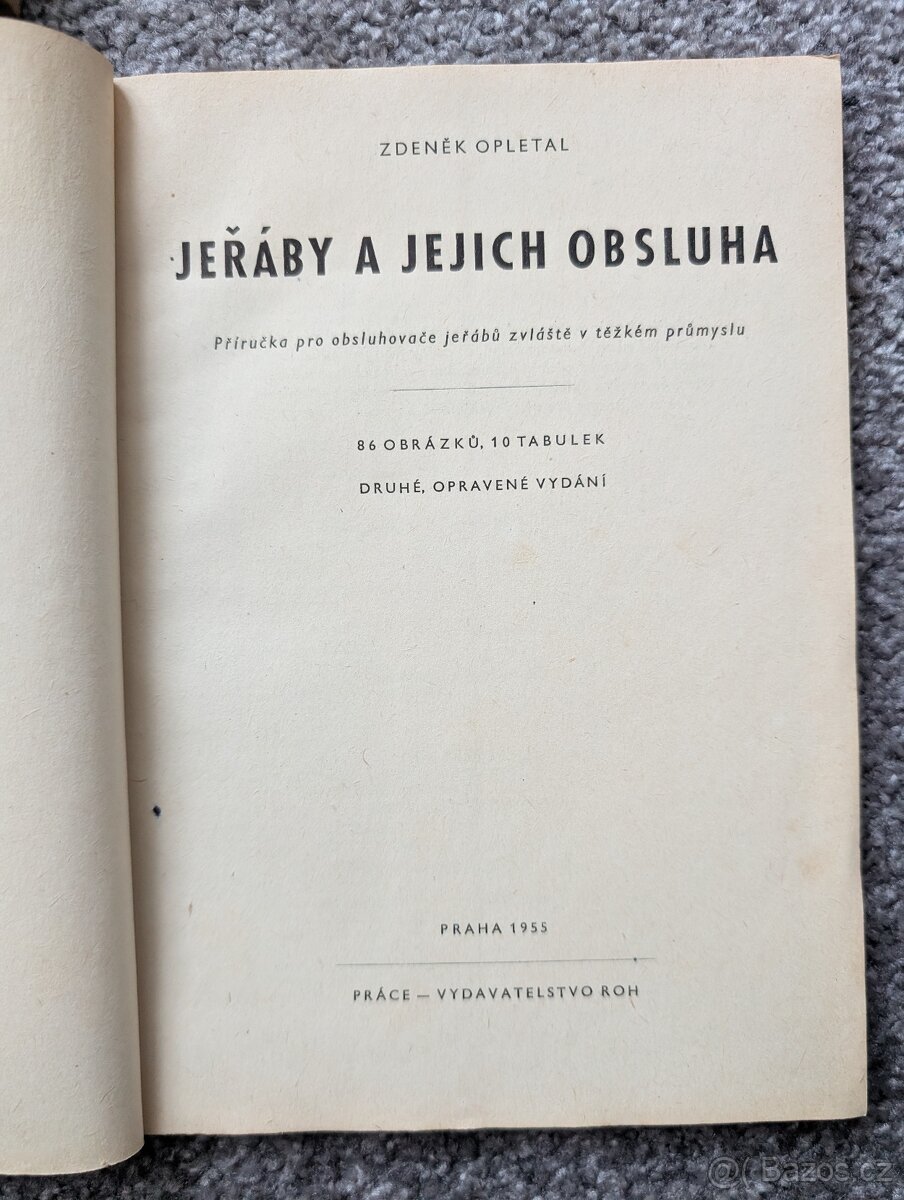 ZDENĚK OPLETAL
JEŘÁBY A JEJICH OBSLUHA
Příručka pro obsluhovače jeřábů zvláště v těžkém průmyslu
86 OBRÁZKŮ, 10 TABULEK
DRUHÉ, OPRAVENÉ VYDÁNÍ
PRAHA 1955
PRÁCE — VYDAVATELSTVO ROH
Bazos.cz